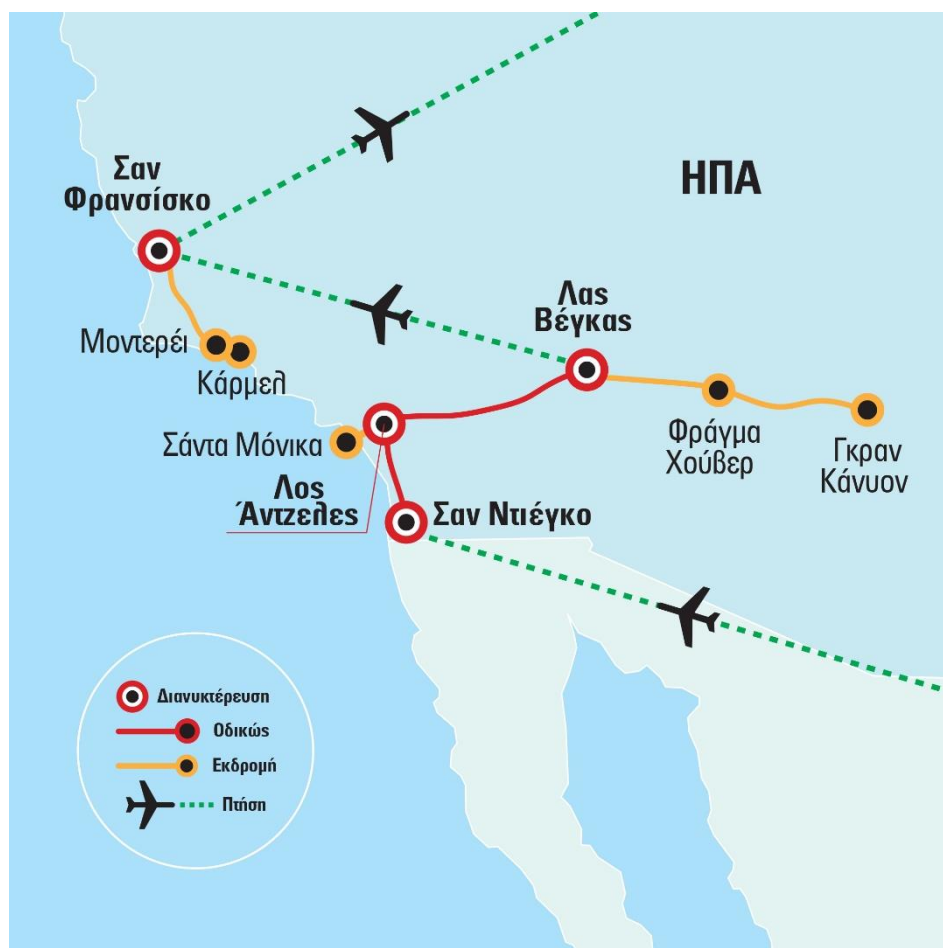 ΗΠΑ
Σαν
Φρανσίσκο
Λας
Βέγκας
Μοντερέι
Κάρμελ
Φράγμα
Χούβερ
Γκραν
Κάνυον
Σάντα Μόνικα
Λος
Άντζελες
Σαν Ντιέγκο
Διανυκτέρευση
Οδικώς
Εκδρομή
Πτήση